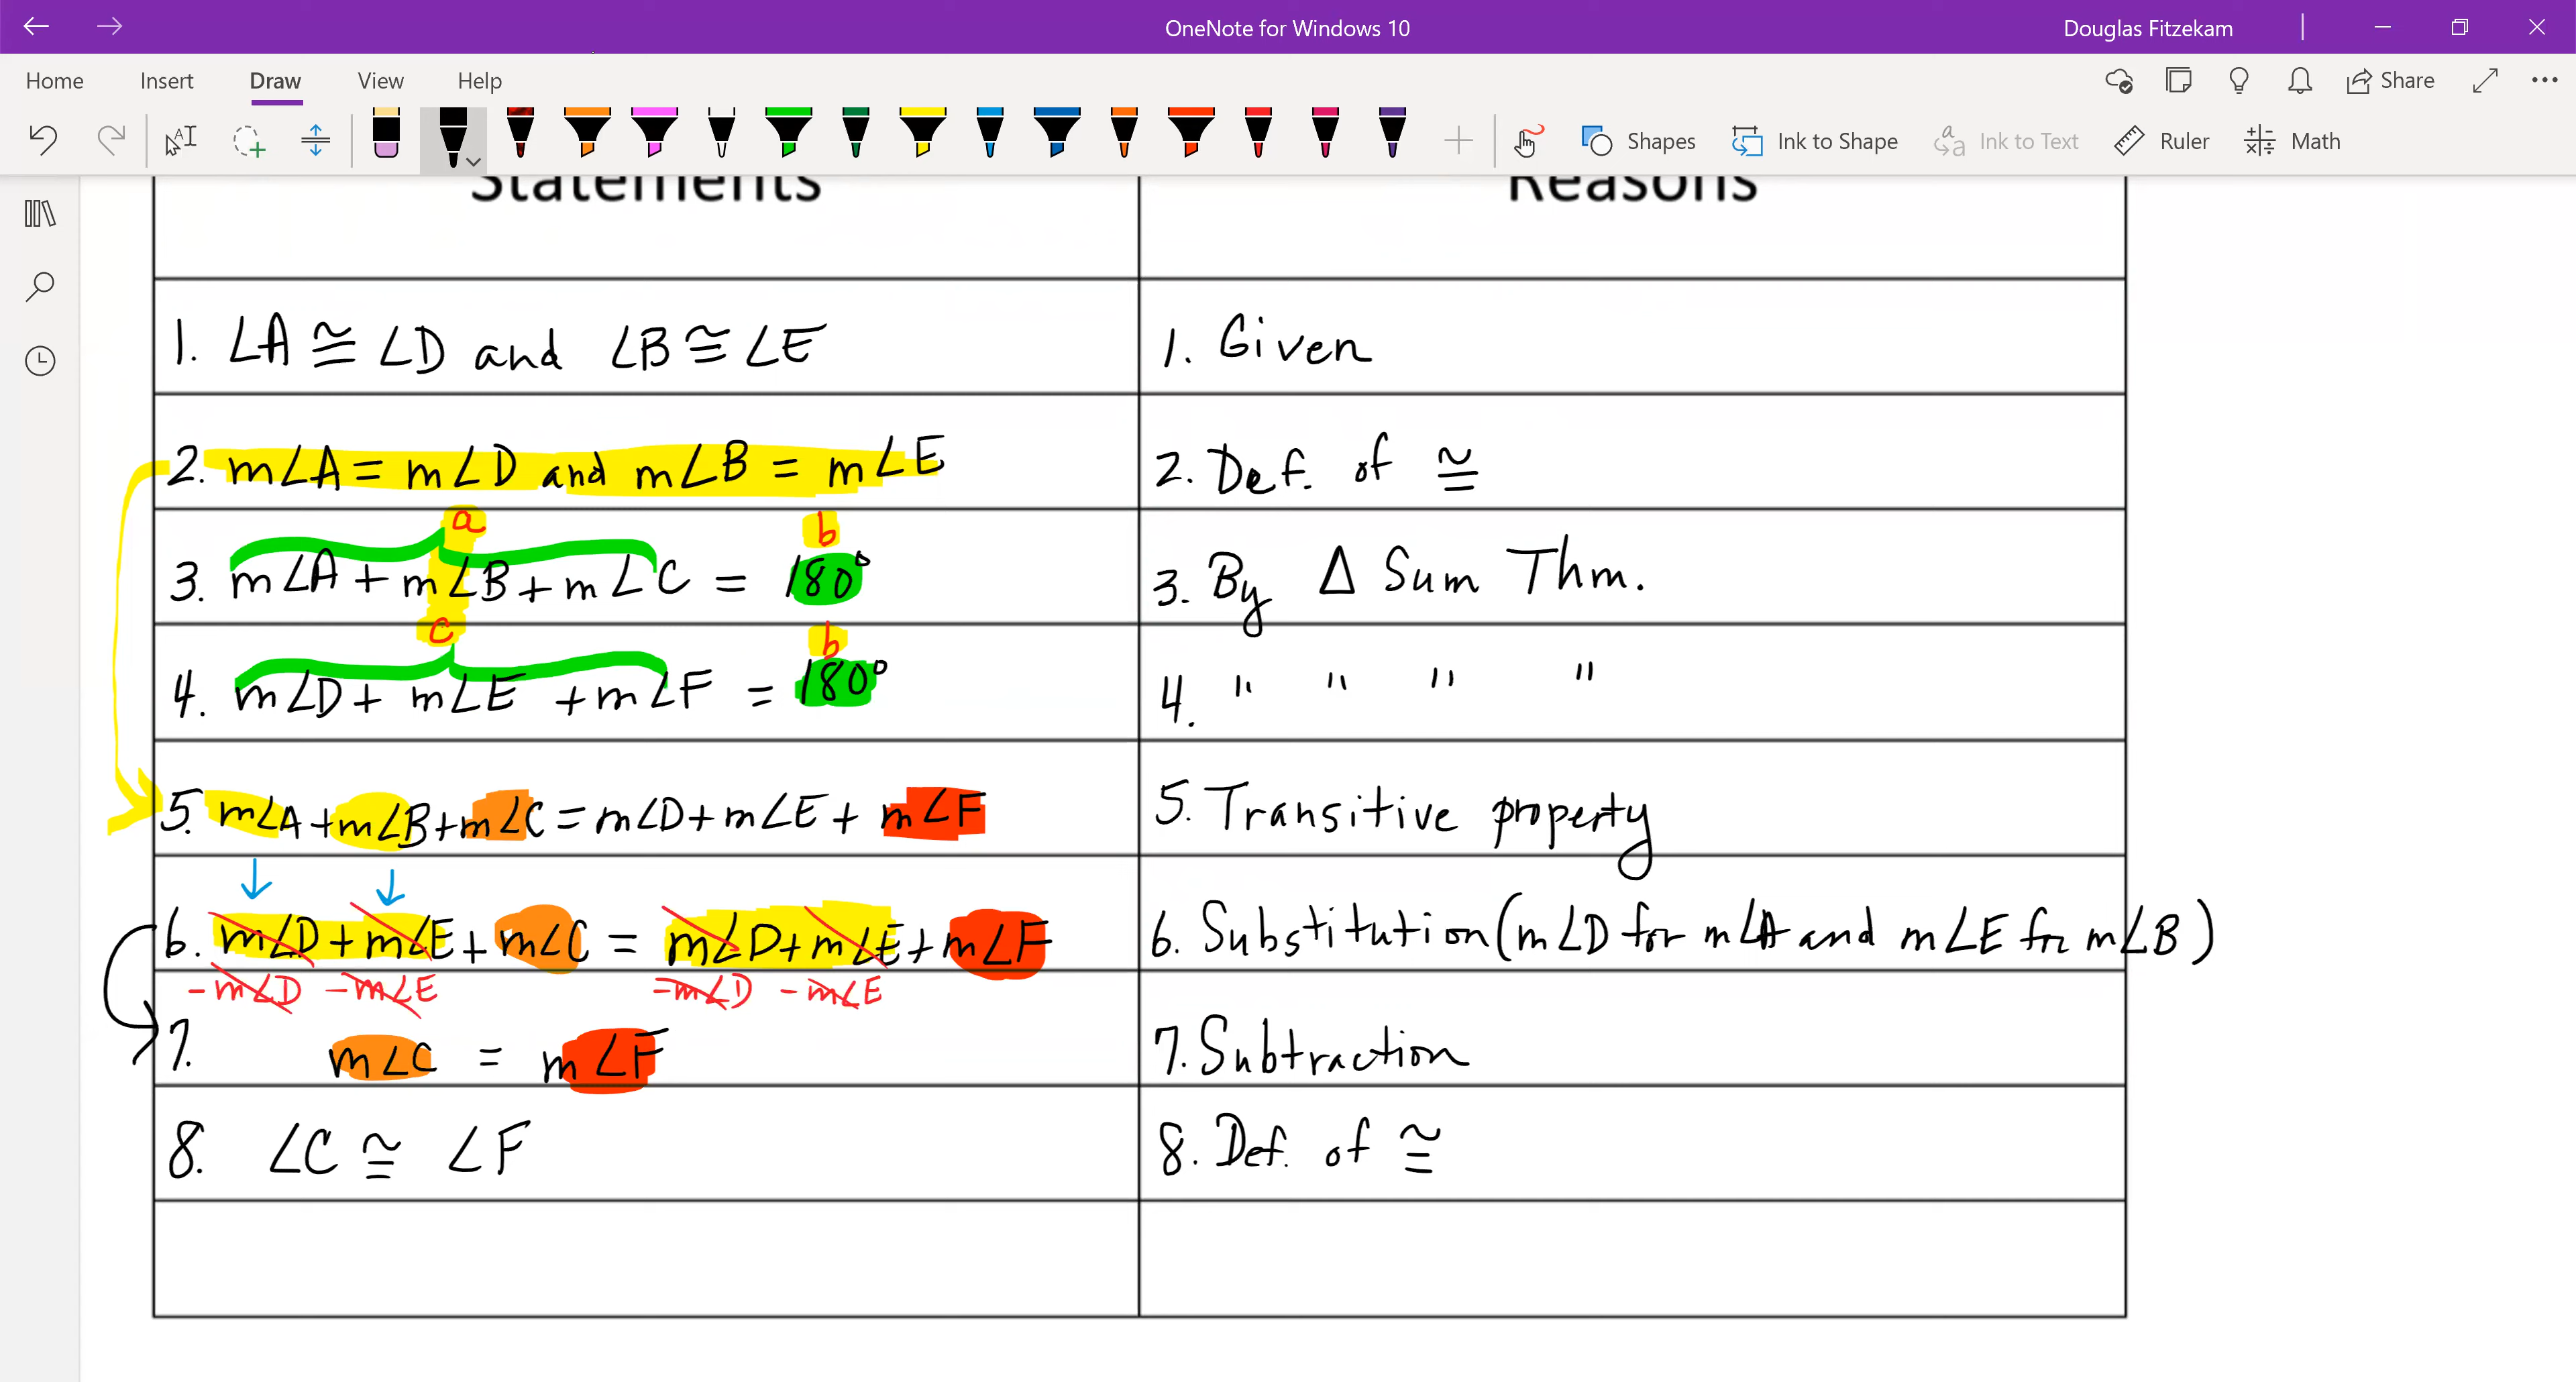 OneNote for Windows 10
Douglas Fitzekam
Home Insert Draw View Help
Share
Shapes Ink to Shape Ink to Text Ruler Math
Statements Reasons
1. ∠A ≅ ∠D and ∠B ≅ ∠E
1. Given
2. m∠A = m∠D and m∠B = m∠E
2. Def. of ≅
a b
3. m∠A + m∠B + m∠C = 180°
3. By Δ Sum Thm.
c b
4. m∠D + m∠E + m∠F = 180°
4. " " " "
5. m∠A + m∠B + m∠C = m∠D + m∠E + m∠F
5. Transitive property
6. m∠D + m∠E + m∠C = m∠D + m∠E + m∠F
6. Substitution (m∠D for m∠A and m∠E for m∠B)
-m∠D -m∠E -m∠D -m∠E
7. m∠C = m∠F
7. Subtraction
8. ∠C ≅ ∠F
8. Def. of ≅